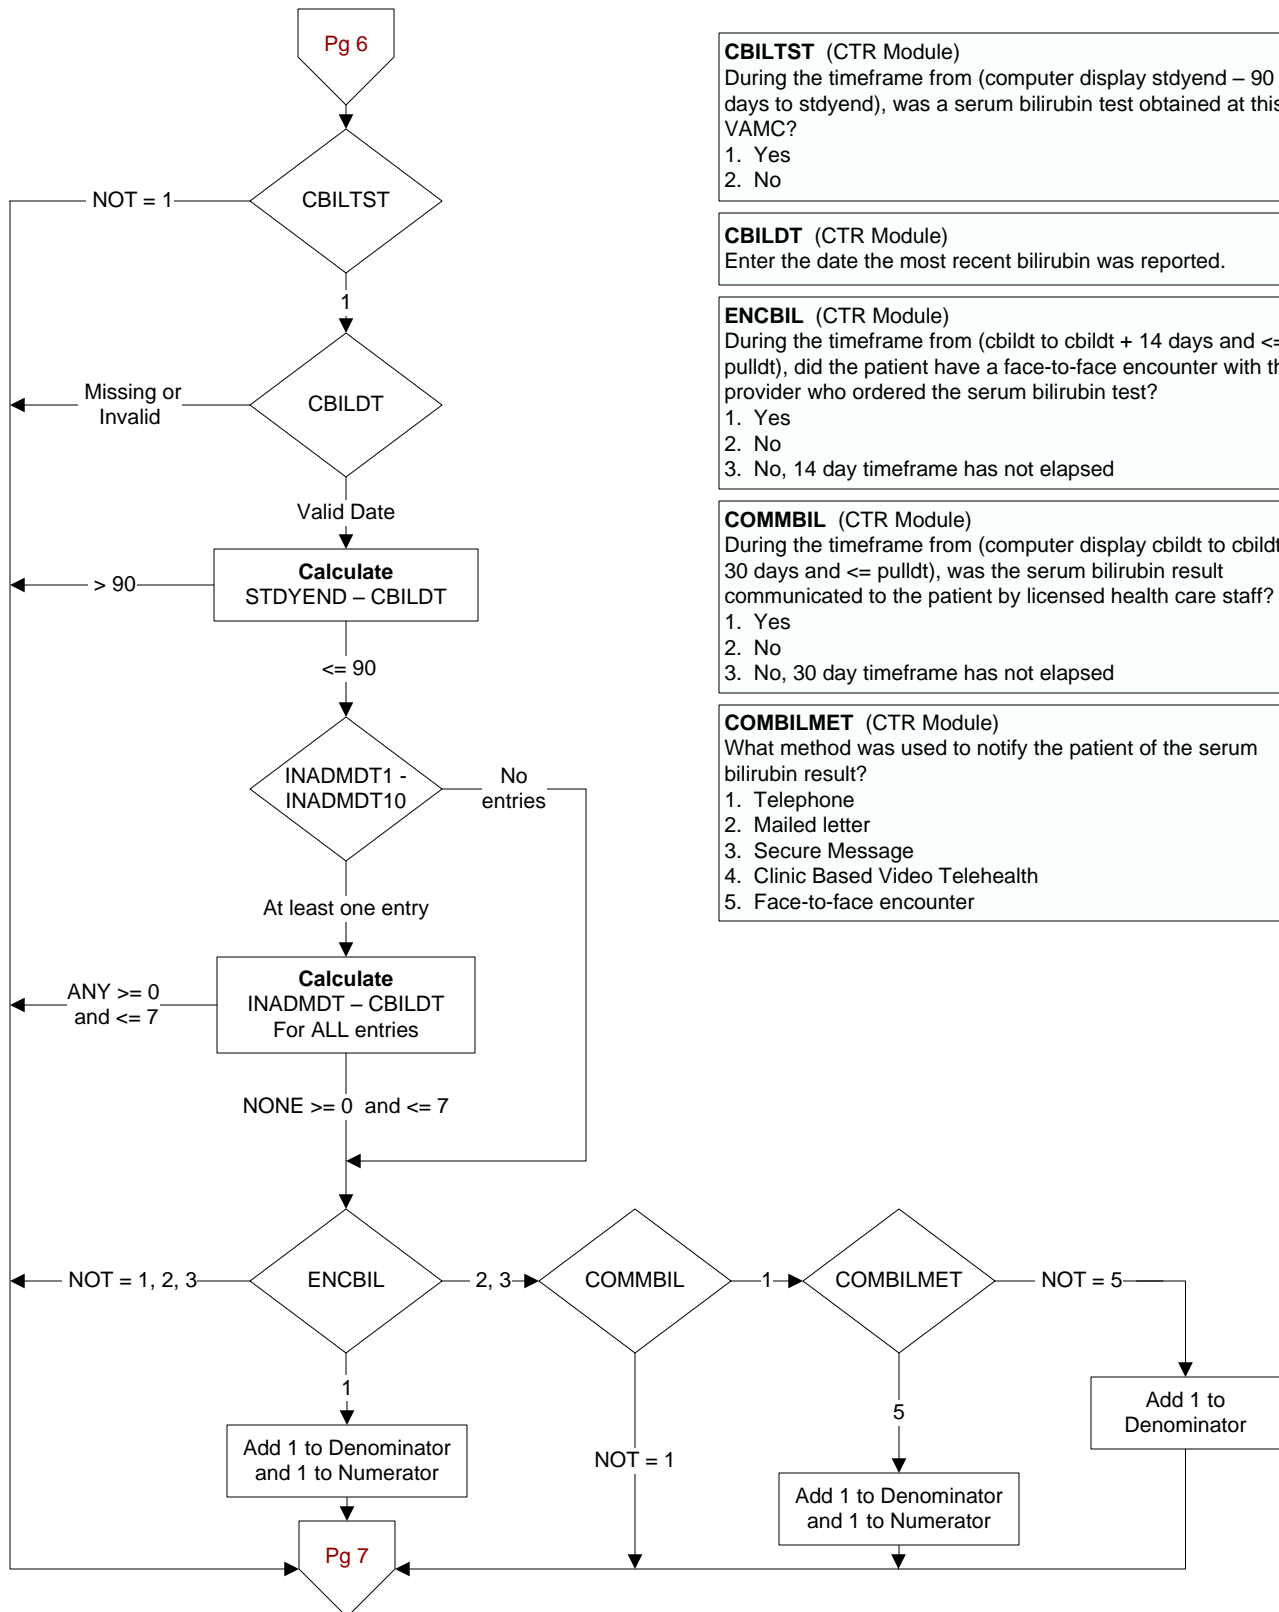 Pg 6
CBILTST
NOT = 1
1
CBILDT
Missing or
Invalid
Valid Date
Calculate
STDYEND – CBILDT
> 90
<= 90
INADMDT1 -
INADMDT10
No
entries
At least one entry
Calculate
INADMDT – CBILDT
For ALL entries
ANY >= 0
and <= 7
NONE >= 0 and <= 7
ENCBIL
NOT = 1, 2, 3
2, 3
COMMBIL
1
COMBILMET
NOT = 5
1
Add 1 to Denominator
and 1 to Numerator
NOT = 1
5
Add 1 to Denominator
and 1 to Numerator
Add 1 to
Denominator
Pg 7
CBILTST (CTR Module)
During the timeframe from (computer display stdyend – 90
days to stdyend), was a serum bilirubin test obtained at this
VAMC?
1. Yes
2. No
CBILDT (CTR Module)
Enter the date the most recent bilirubin was reported.
ENCBIL (CTR Module)
During the timeframe from (cbildt to cbildt + 14 days and <=
pulldt), did the patient have a face-to-face encounter with th
provider who ordered the serum bilirubin test?
1. Yes
2. No
3. No, 14 day timeframe has not elapsed
COMMBIL (CTR Module)
During the timeframe from (computer display cbildt to cbildt
30 days and <= pulldt), was the serum bilirubin result
communicated to the patient by licensed health care staff?
1. Yes
2. No
3. No, 30 day timeframe has not elapsed
COMBILMET (CTR Module)
What method was used to notify the patient of the serum
bilirubin result?
1. Telephone
2. Mailed letter
3. Secure Message
4. Clinic Based Video Telehealth
5. Face-to-face encounter